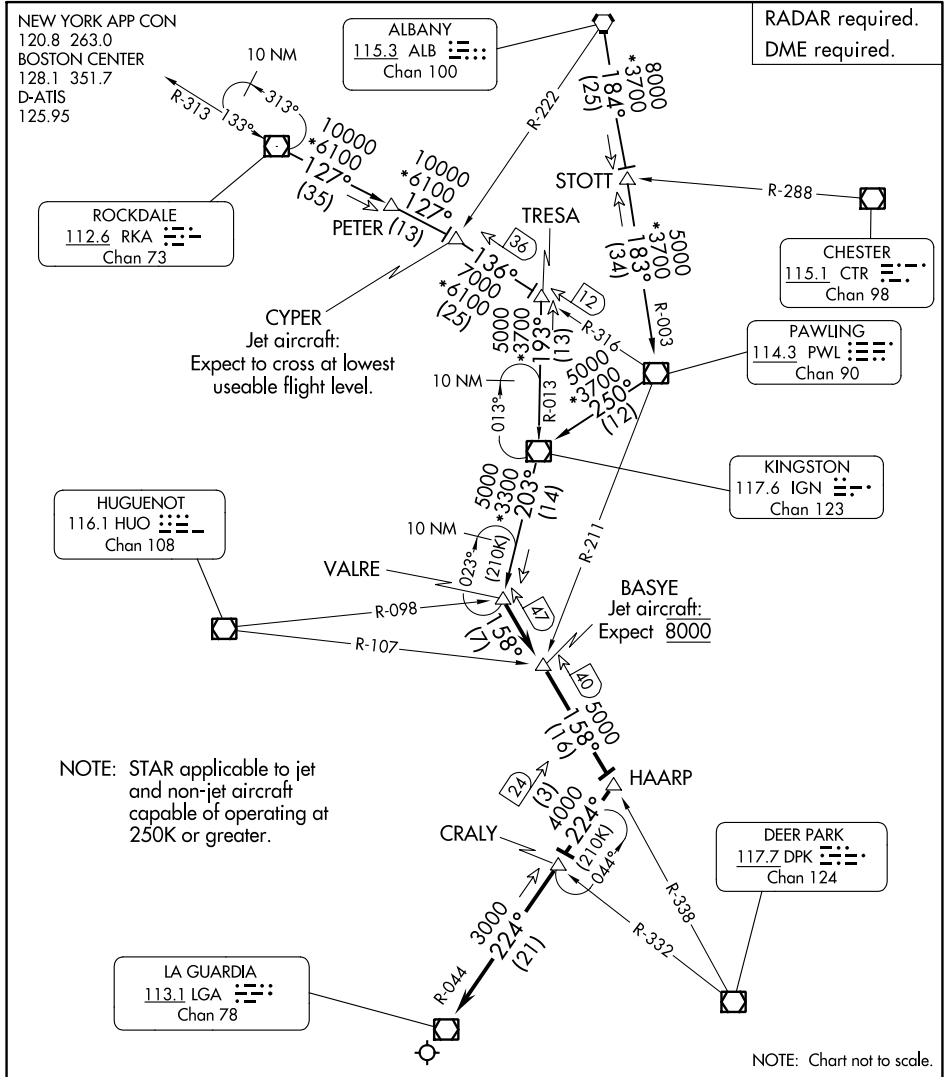 NEW YORK APP CON
120.8 263.0
BOSTON CENTER
128.1 351.7
D-ATIS
125.95
RADAR required.
DME required.
ALBANY
115.3 ALB
Chan 100
10 NM
R-313
133°
313°
10000
*6100
127°
(35)
10000
*6100
127°
(13)
PETER
R-222
8000
*3700
184°
(25)
STOTT
R-288
ROCKDALE
112.6 RKA
Chan 73
TRESA
36
136°
7000
*6100
(25)
12
5000
*3700
183°
(34)
R-003
CHESTER
115.1 CTR
Chan 98
CYPER
Jet aircraft:
Expect to cross at lowest
useable flight level.
5000
*3700
193°
(13)
R-316
PAWLING
114.3 PWL
Chan 90
10 NM
013°
R-013
5000
*3700
250°
(12)
KINGSTON
117.6 IGN
Chan 123
HUGUENOT
116.1 HUO
Chan 108
5000
*3300
203°
(14)
10 NM
023°
(210K)
R-211
VALRE
R-098
R-107
47
158°
(7)
BASYE
Jet aircraft:
Expect 8000
40
5000
158°
(16)
NOTE: STAR applicable to jet
and non-jet aircraft
capable of operating at
250K or greater.
HAARP
24
(3)
4000
224°
(210K)
044°
CRALY
DEER PARK
117.7 DPK
Chan 124
R-338
R-332
3000
224°
(21)
R-044
LA GUARDIA
113.1 LGA
Chan 78
NOTE: Chart not to scale.